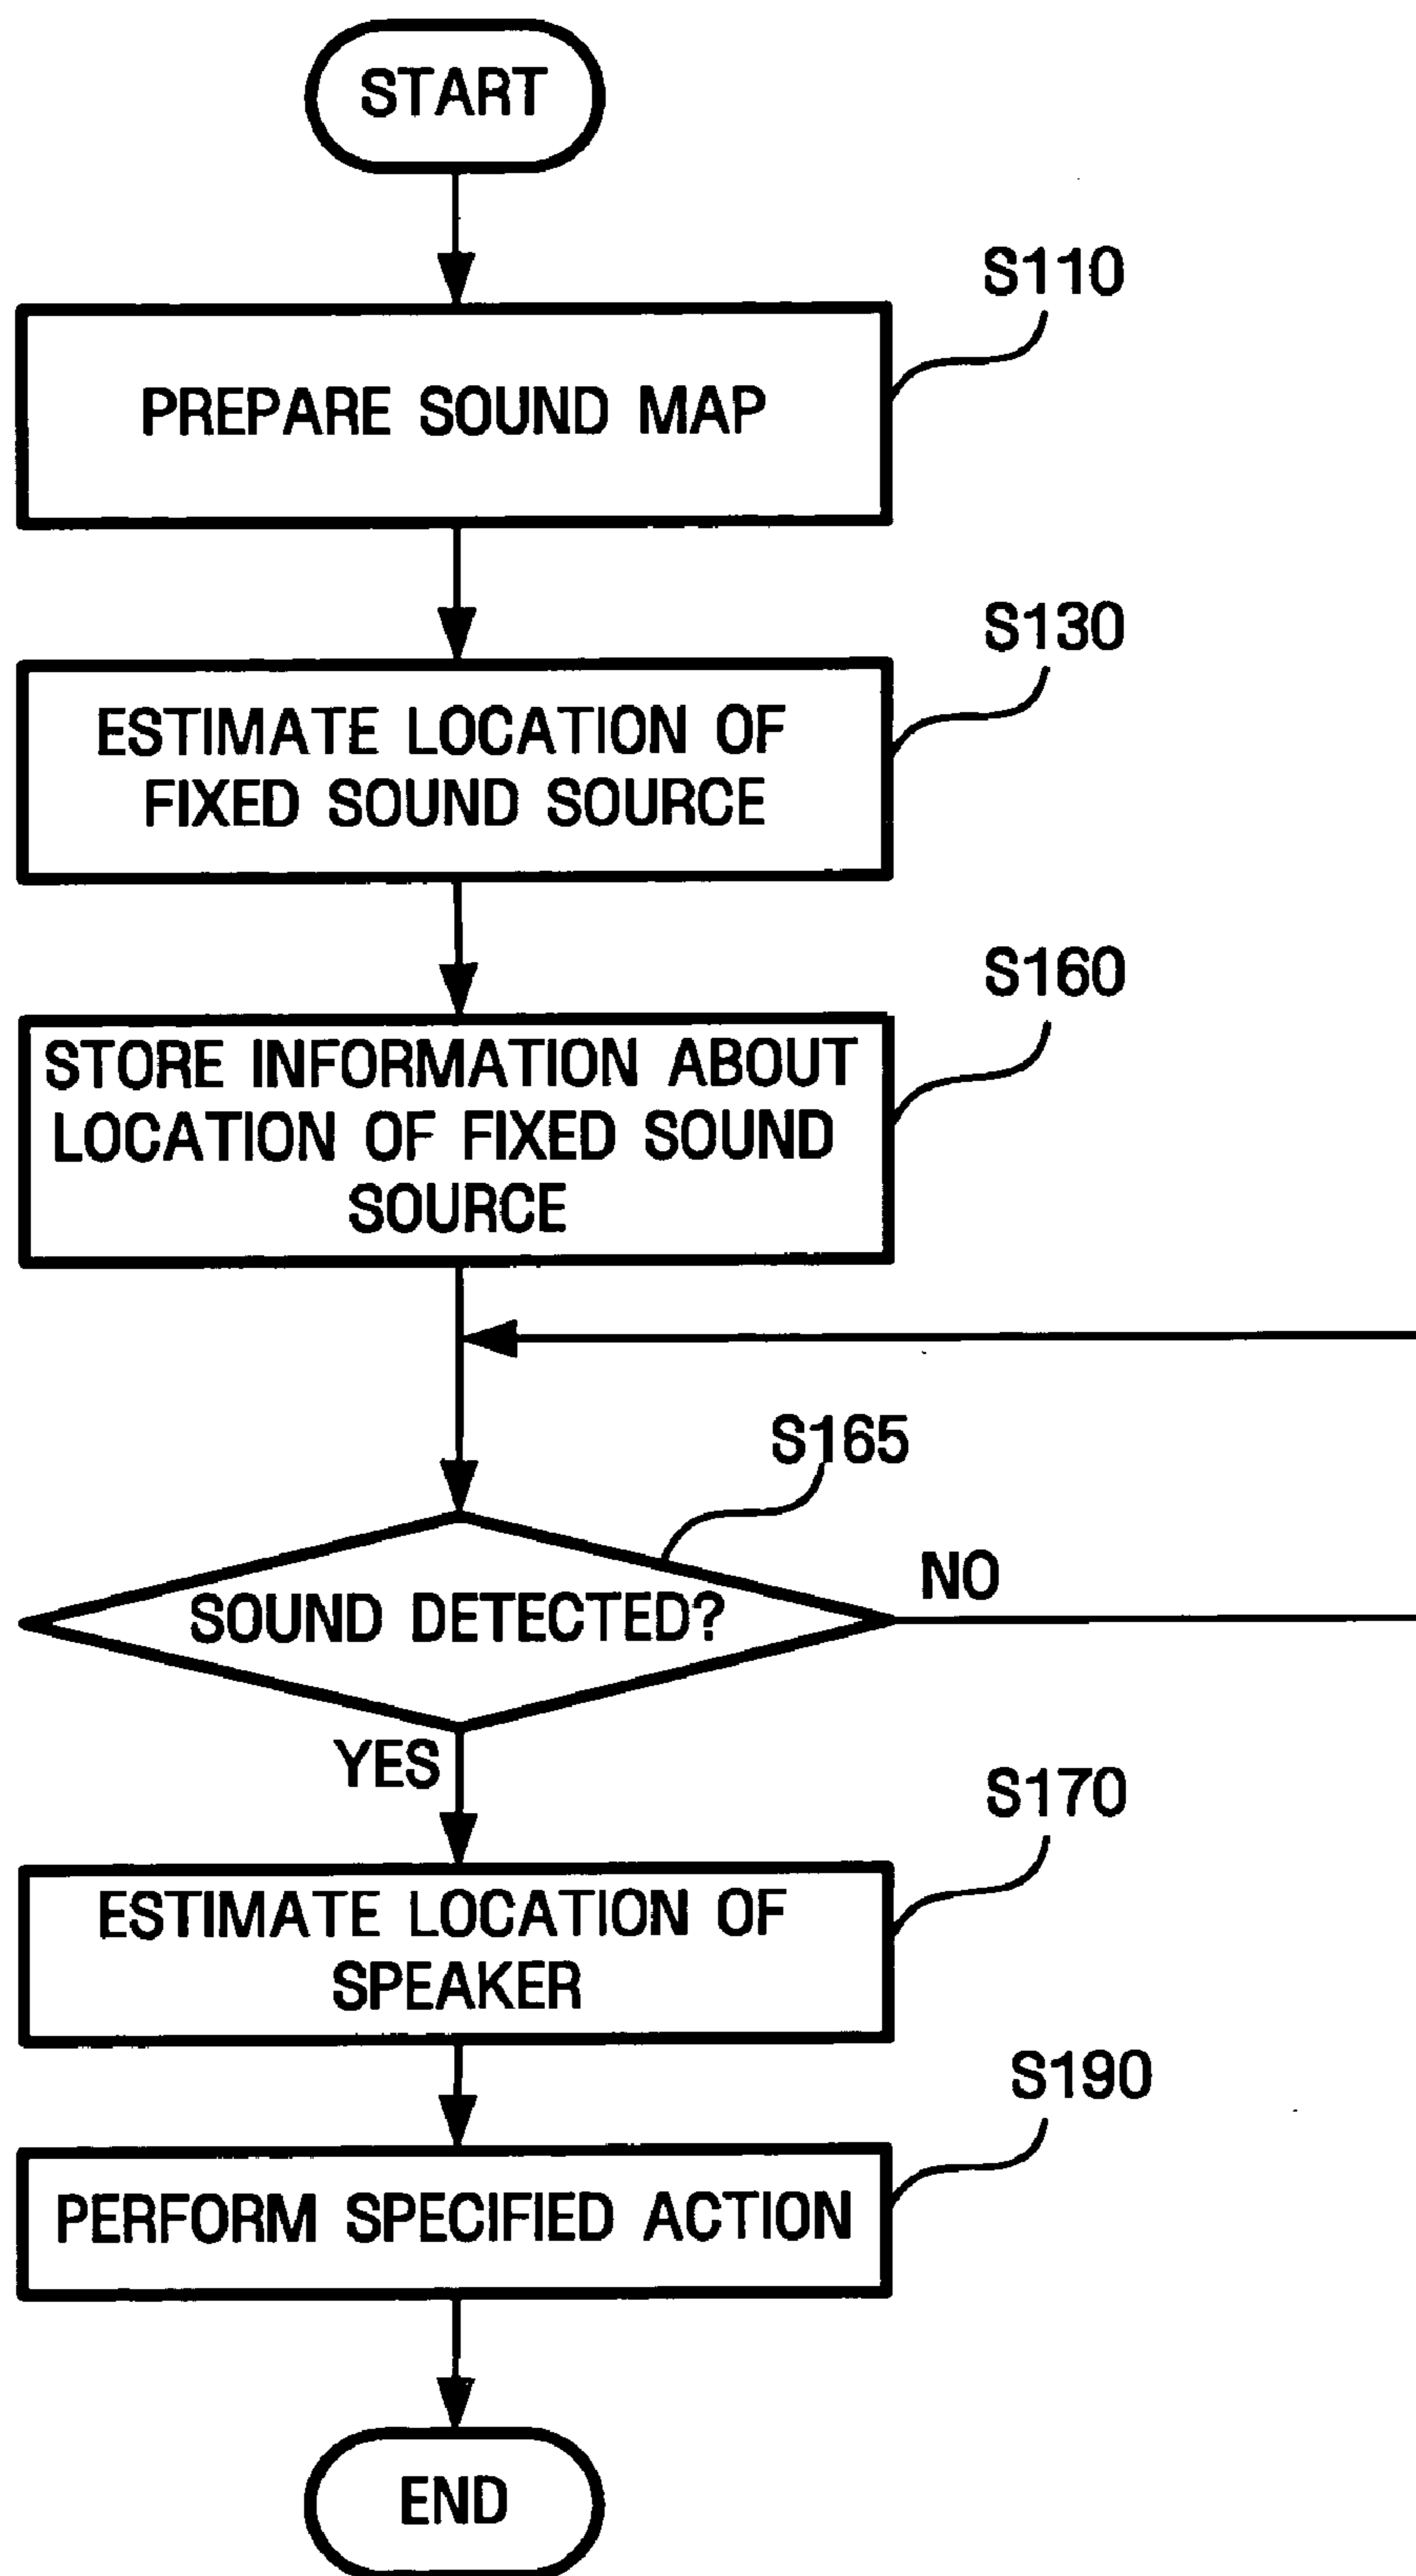 START
S110
PREPARE SOUND MAP
S130
ESTIMATE LOCATION OF
FIXED SOUND SOURCE
S160
STORE INFORMATION ABOUT
LOCATION OF FIXED SOUND
SOURCE
S165
SOUND DETECTED?
NO
YES
S170
ESTIMATE LOCATION OF
SPEAKER
S190
PERFORM SPECIFIED ACTION
END